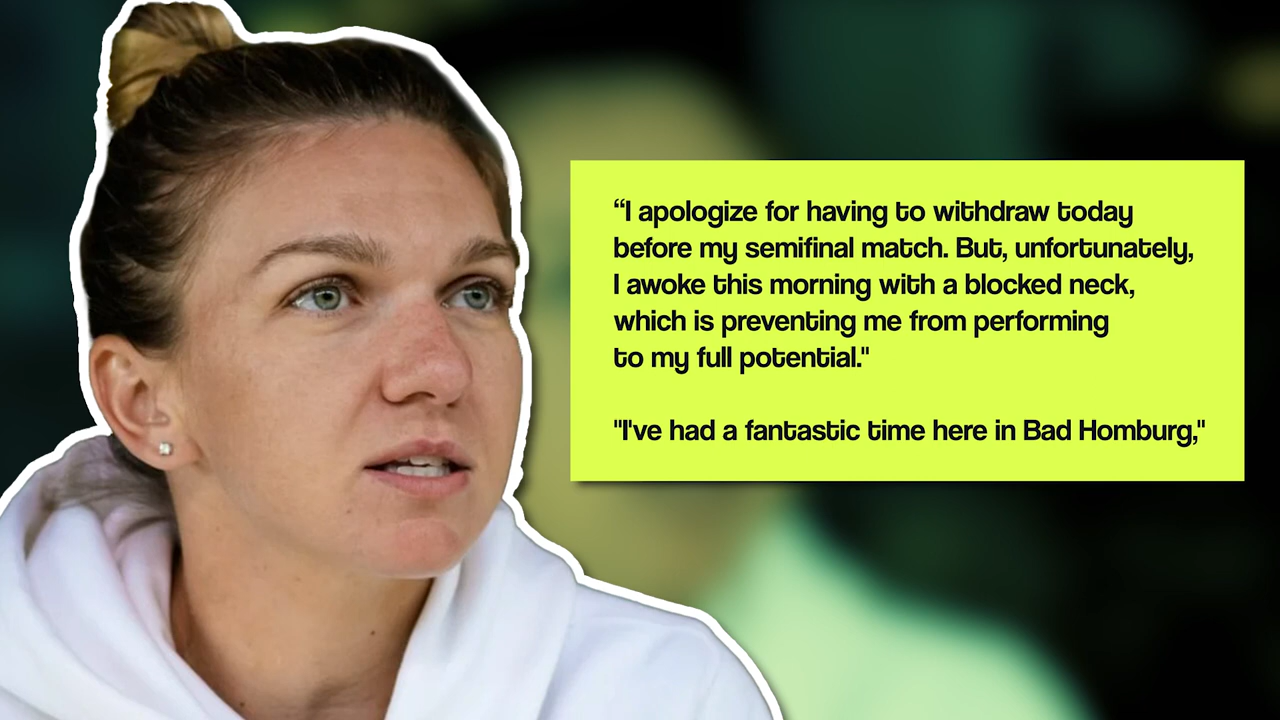 “I apologize for having to withdraw today
before my semifinal match. But, unfortunately,
I awoke this morning with a blocked neck,
which is preventing me from performing
to my full potential."
"I've had a fantastic time here in Bad Homburg,"